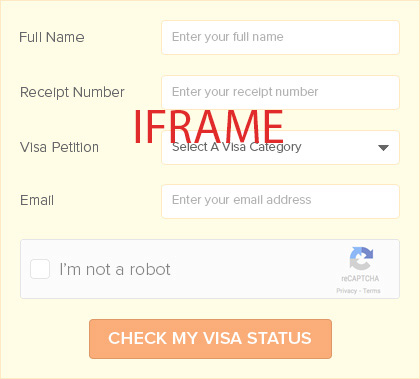 Full Name
Enter your full name
Receipt Number
Enter your receipt number
IFRAME
Visa Petition
Select A Visa Category
Email
Enter your email address
I'm not a robot
reCAPTCHA
Privacy - Terms
CHECK MY VISA STATUS